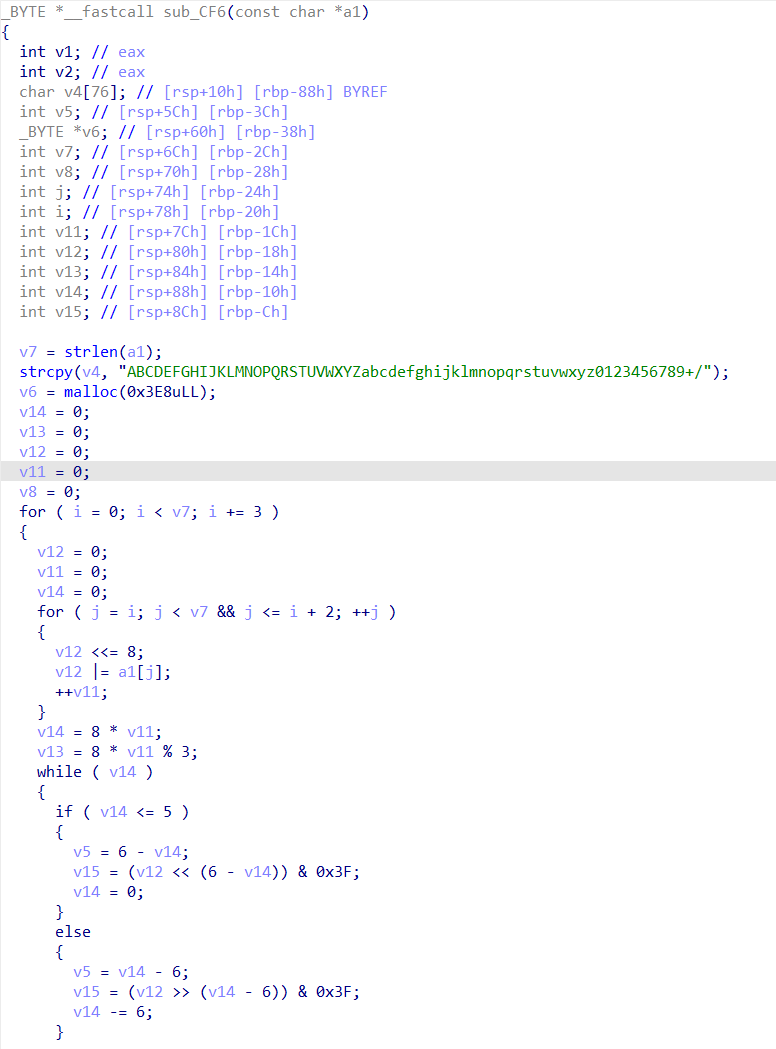 _BYTE *__fastcall sub_CF6(const char *a1)
{
  int v1; // eax
  int v2; // eax
  char v4[76]; // [rsp+10h] [rbp-88h] BYREF
  int v5; // [rsp+5Ch] [rbp-3Ch]
  _BYTE *v6; // [rsp+60h] [rbp-38h]
  int v7; // [rsp+6Ch] [rbp-2Ch]
  int v8; // [rsp+70h] [rbp-28h]
  int j; // [rsp+74h] [rbp-24h]
  int i; // [rsp+78h] [rbp-20h]
  int v11; // [rsp+7Ch] [rbp-1Ch]
  int v12; // [rsp+80h] [rbp-18h]
  int v13; // [rsp+84h] [rbp-14h]
  int v14; // [rsp+88h] [rbp-10h]
  int v15; // [rsp+8Ch] [rbp-Ch]

  v7 = strlen(a1);
  strcpy(v4, "ABCDEFGHIJKLMNOPQRSTUVWXYZabcdefghijklmnopqrstuvwxyz0123456789+/");
  v6 = malloc(0x3E8uLL);
  v14 = 0;
  v13 = 0;
  v12 = 0;
  v11 = 0;
  v8 = 0;
  for ( i = 0; i < v7; i += 3 )
  {
    v12 = 0;
    v11 = 0;
    v14 = 0;
    for ( j = i; j < v7 && j <= i + 2; ++j )
    {
      v12 <<= 8;
      v12 |= a1[j];
      ++v11;
    }
    v14 = 8 * v11;
    v13 = 8 * v11 % 3;
    while ( v14 )
    {
      if ( v14 <= 5 )
      {
        v5 = 6 - v14;
        v15 = (v12 << (6 - v14)) & 0x3F;
        v14 = 0;
      }
      else
      {
        v5 = v14 - 6;
        v15 = (v12 >> (v14 - 6)) & 0x3F;
        v14 -= 6;
      }